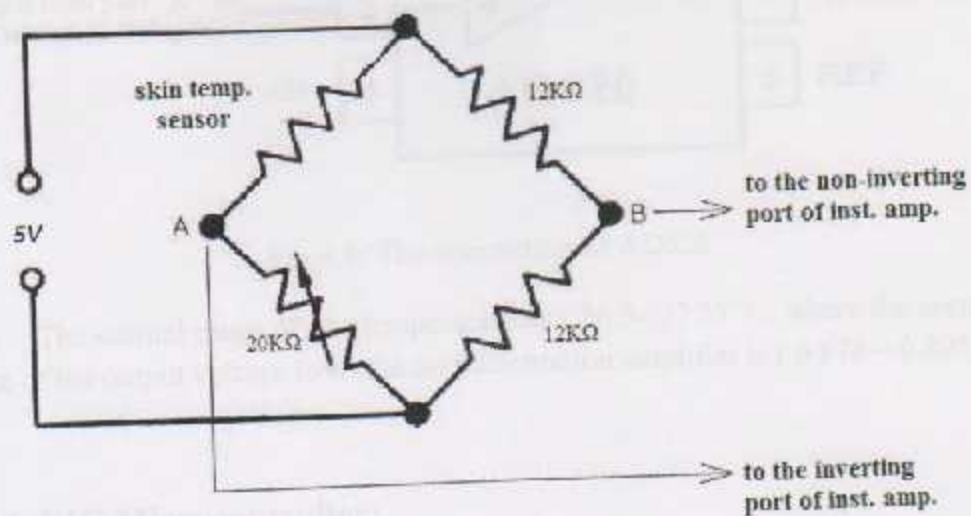 skin temp.
sensor
12KΩ
5V
A
B
to the non-inverting
port of inst. amp.
20KΩ
12KΩ
to the inverting
port of inst. amp.